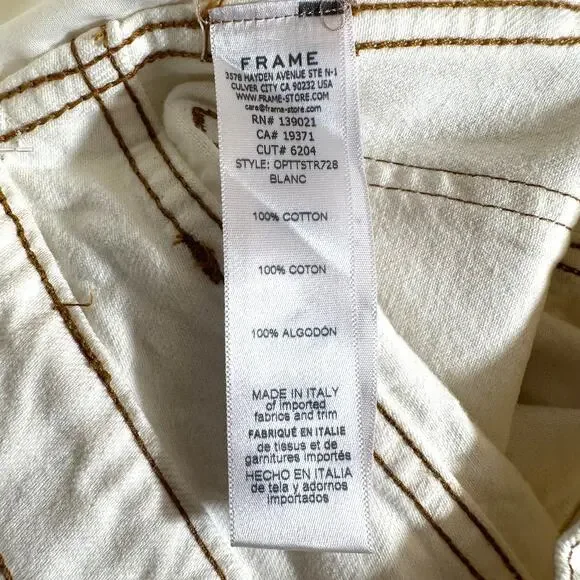 FRAME
3578 HAYDEN AVENUE STE N-1
CULVER CITY CA 90232 USA
WWW.FRAME-STORE.COM
care@frame-store.com
RN# 139021
CA# 19371
CUT# 6204
STYLE: OPTTSTR728
BLANC
100% COTTON
100% COTON
100% ALGODÓN
MADE IN ITALY
of imported
fabrics and trim
FABRIQUÉ EN ITALIE
de tissus et de
garnitures importés
HECHO EN ITALIA
de tela y adornos
importados